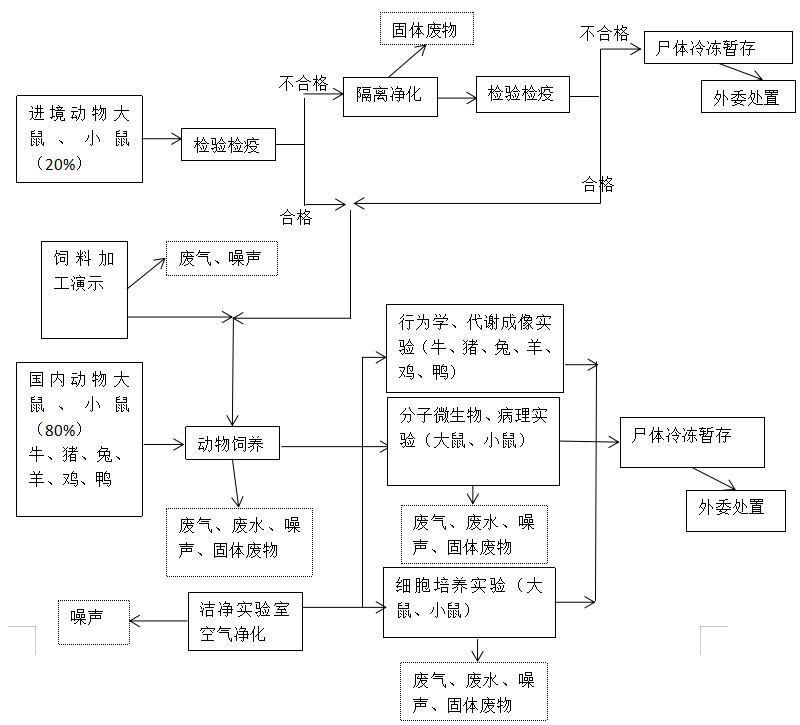 固体废物
不合格
尸体冷冻暂存
不合格
隔离净化
检验检疫
外委处置
进境动物大
鼠、小鼠
（20%）
检验检疫
合格
合格
饲料加
工演示
废气、噪声
行为学、代谢成像实
验（牛、猪、兔、羊、
鸡、鸭）
国内动物大
鼠、小鼠
（80%）
牛、猪、兔、
羊、鸡、鸭
动物饲养
分子微生物、病理实
验（大鼠、小鼠）
尸体冷冻暂存
外委处置
废气、废水、噪
声、固体废物
废气、废水、噪
声、固体废物
噪声
洁净实验室
空气净化
细胞培养实验（大
鼠、小鼠）
废气、废水、噪
声、固体废物